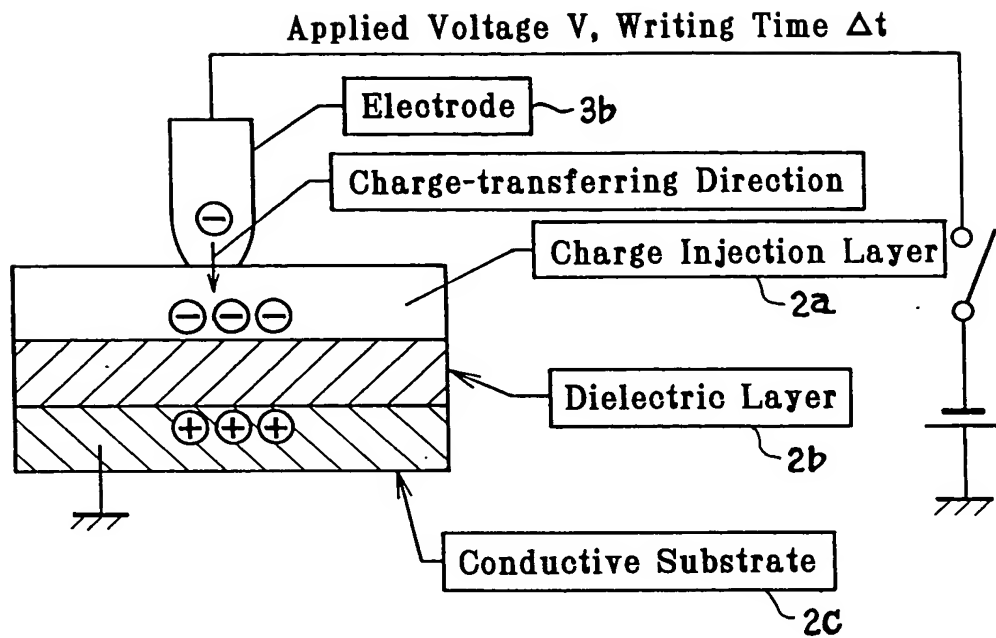 Applied Voltage V, Writing Time Δt
Electrode
3b
Charge-transferring Direction
⊖
Charge Injection Layer
2a
⊖⊖⊖
Dielectric Layer
2b
⊕⊕⊕
Conductive Substrate
2c